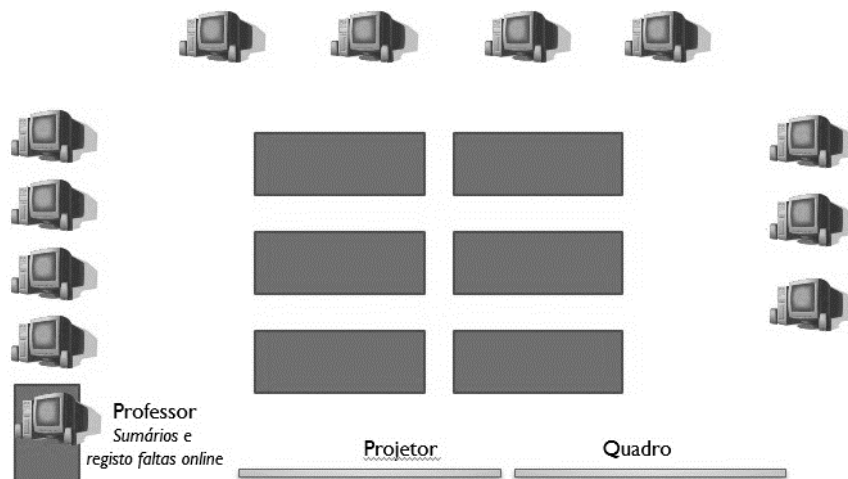 Professor
Sumários e
registo faltas online
Projetor
Quadro